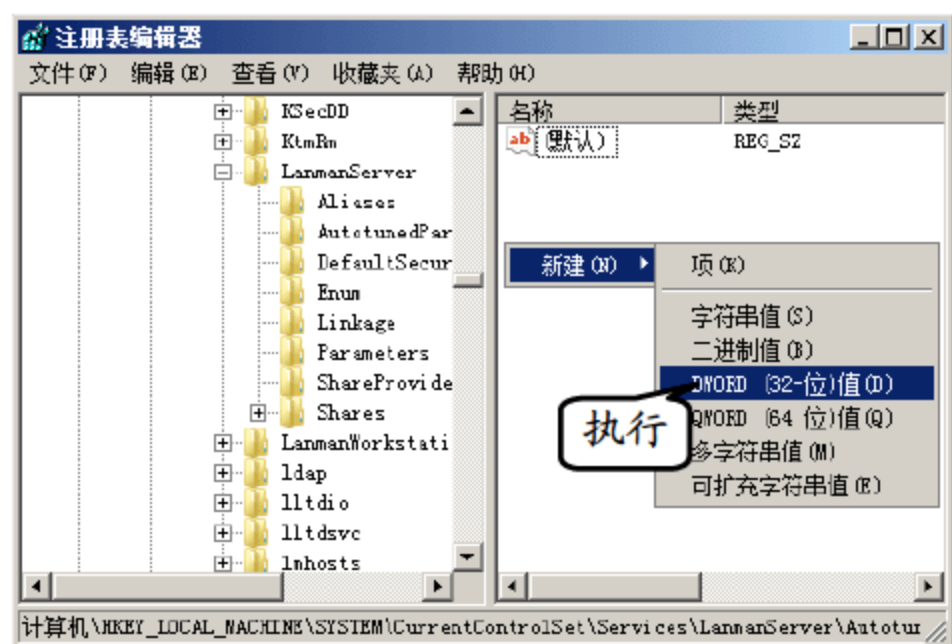 注册表编辑器
文件(F) 编辑(E) 查看(V) 收藏夹(A) 帮助(H)
KSecDD
KtmRm
LanmanServer
Aliases
AutotunedPar
DefaultSecur
Enum
Linkage
Parameters
ShareProvide
Shares
LanmanWorkstati
ldap
lltdio
lltdsvc
lmhosts
名称 类型
ab (默认) REG_SZ
新建(N) 项(K)
字符串值(S)
二进制值(B)
DWORD (32-位)值(D)
QWORD (64 位)值(Q)
多字符串值(M)
可扩充字符串值(E)
执行
计算机\HKEY_LOCAL_MACHINE\SYSTEM\CurrentControlSet\Services\LanmanServer\Autotur